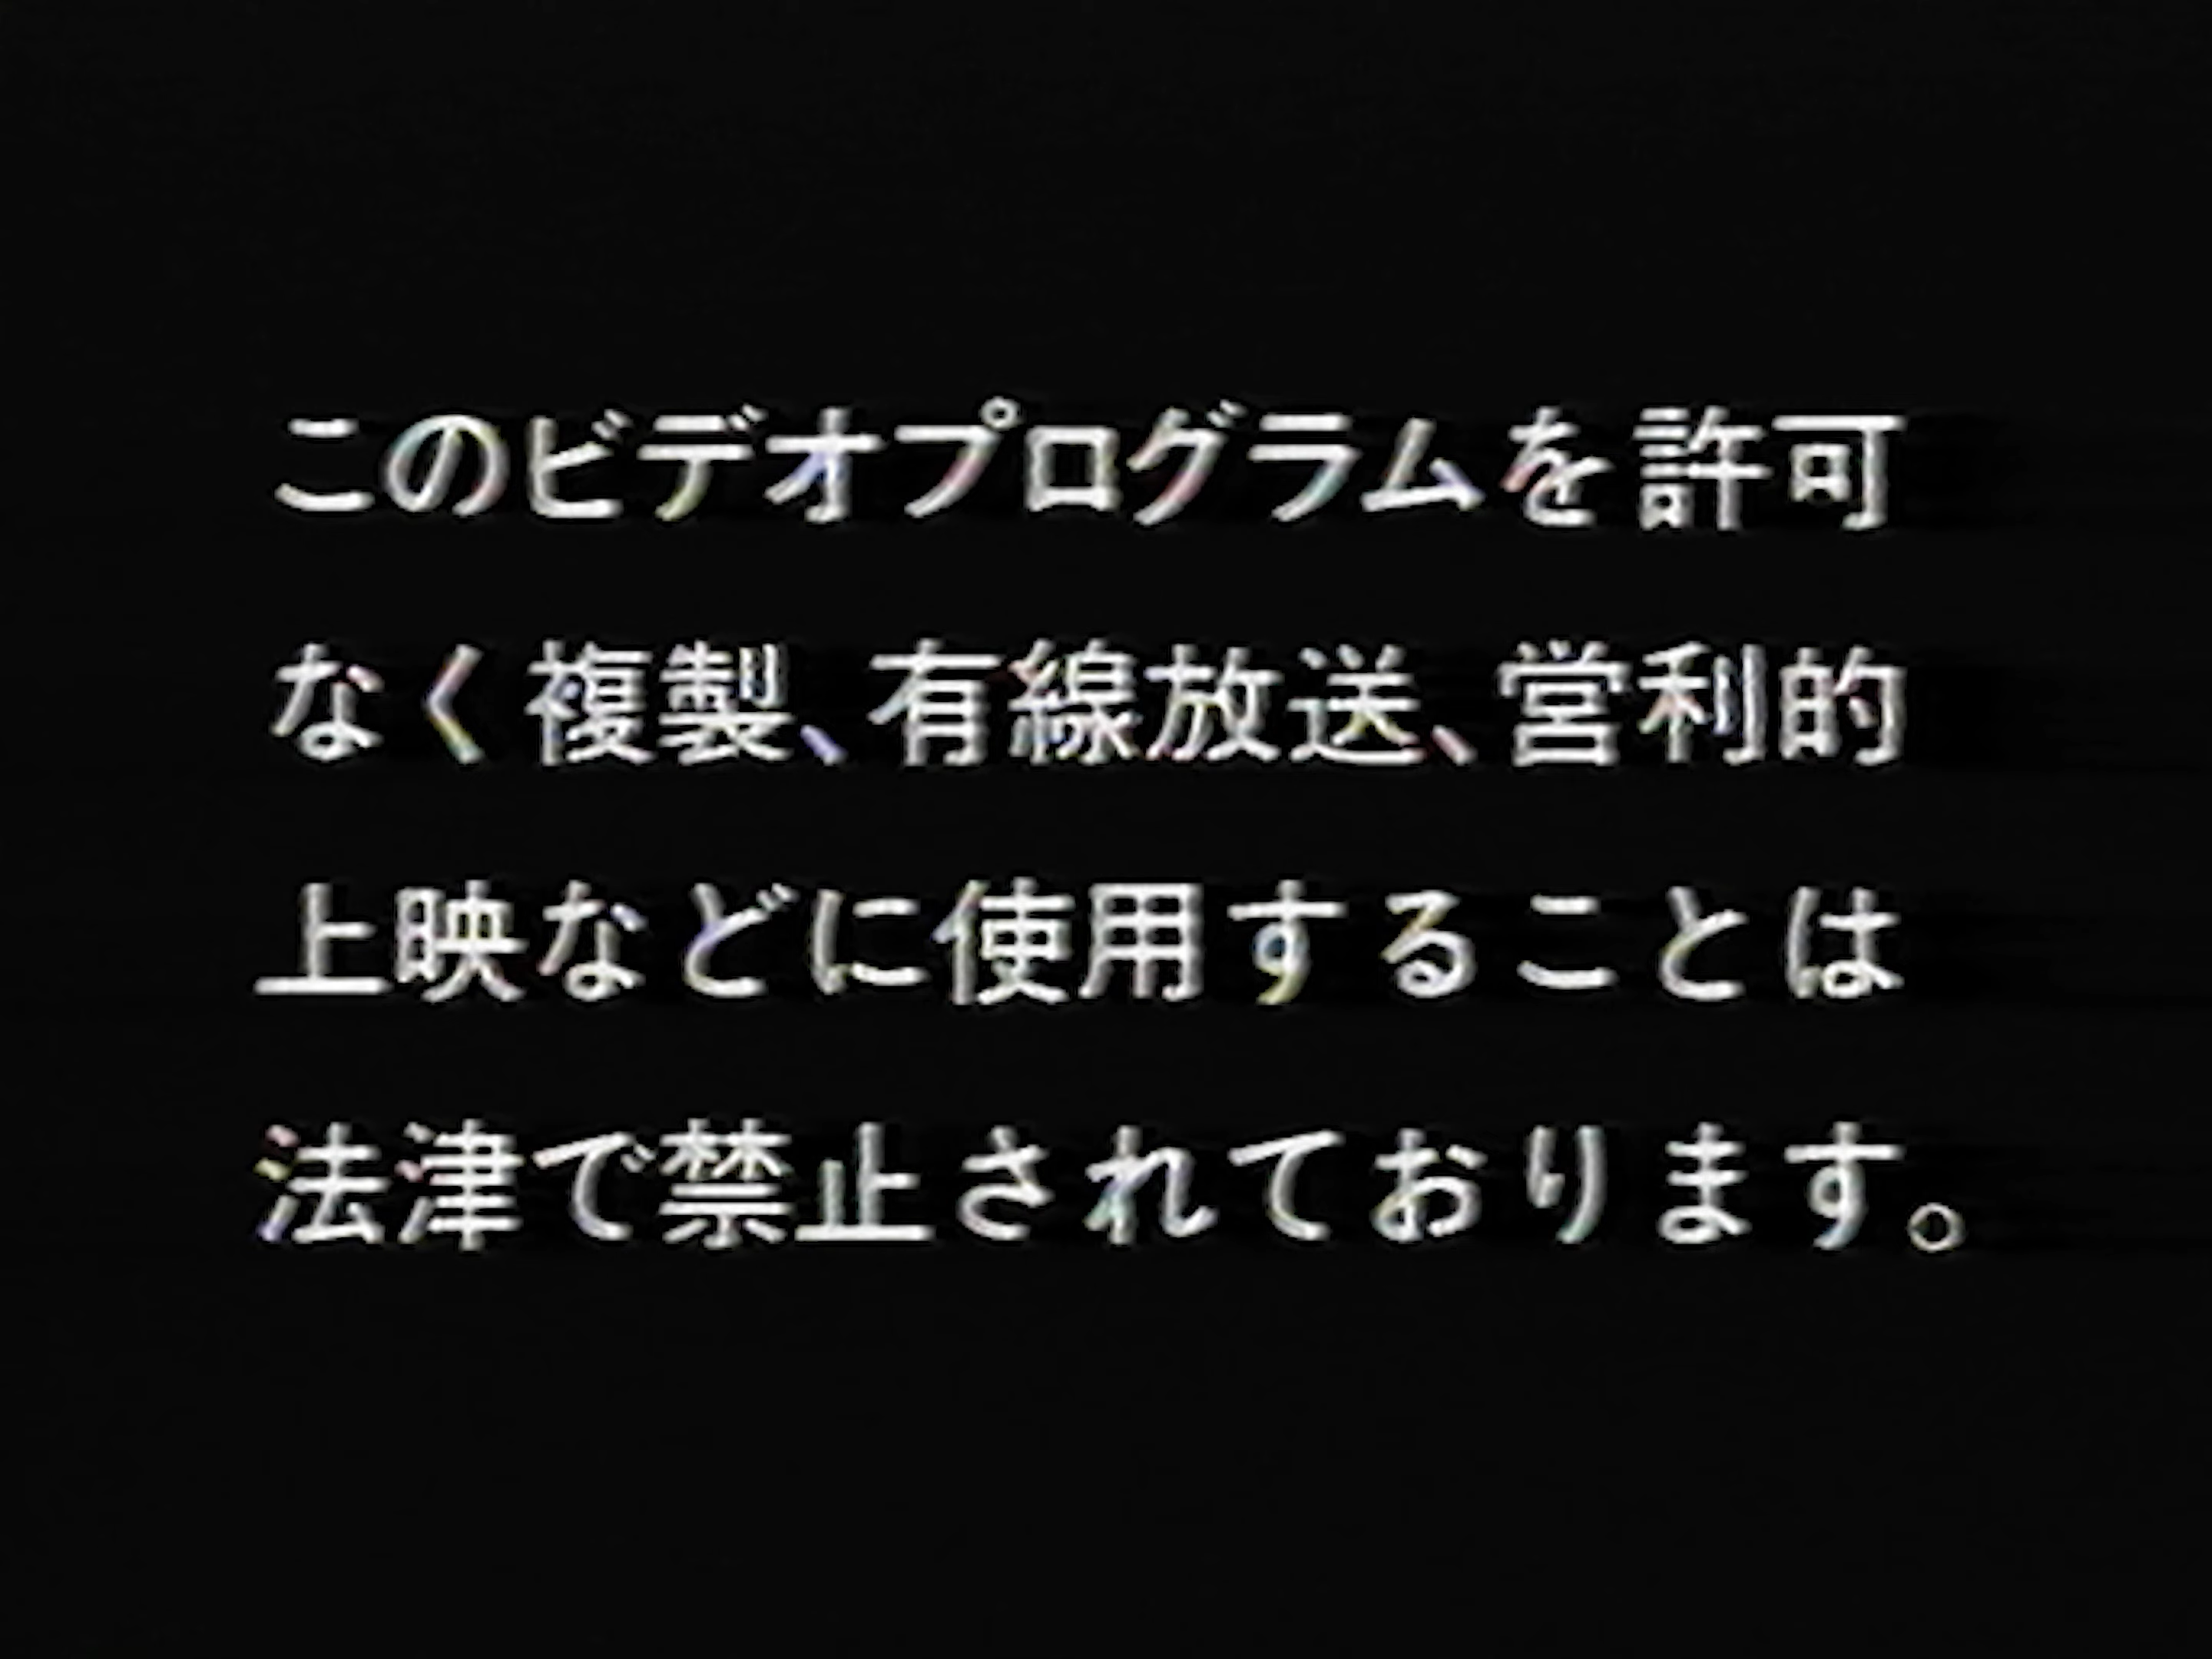 このビデオプログラムを許可
なく複製、有線放送、営利的
上映などに使用することは
法津で禁止されております。